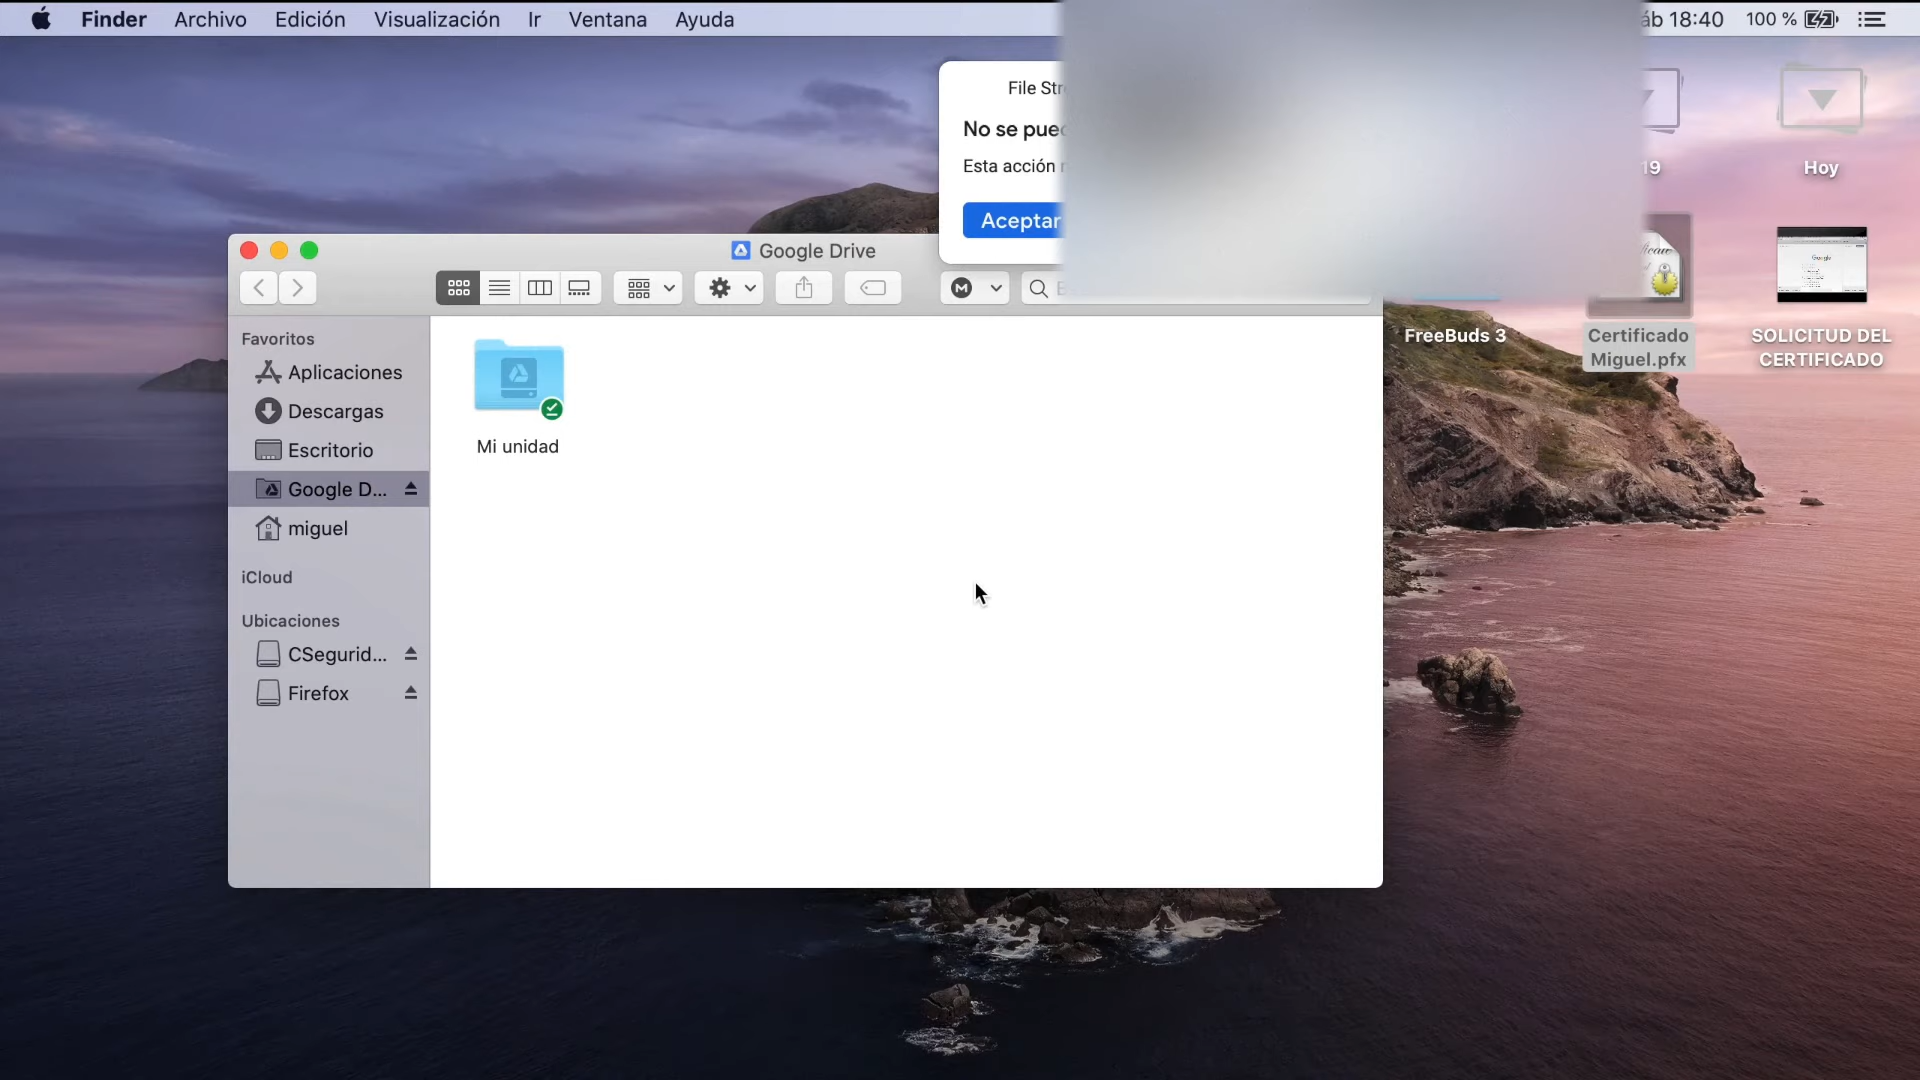 Finder Archivo Edición Visualización Ir Ventana Ayuda
18:40 100 %
File
No se
Esta acción
Aceptar
Google Drive
Favoritos
Aplicaciones
Descargas
Escritorio
Google D...
miguel
iCloud
Ubicaciones
CSegurid...
Firefox
Mi unidad
19
Hoy
FreeBuds 3
Certificado
Miguel.pfx
SOLICITUD DEL
CERTIFICADO